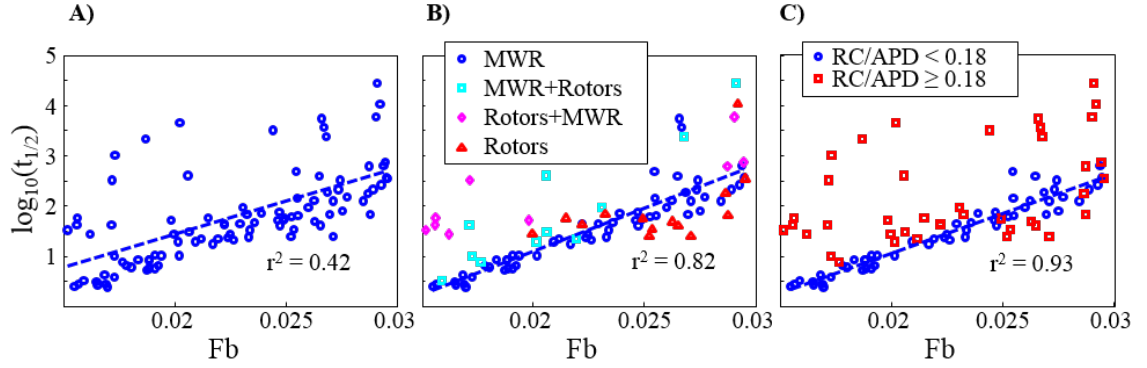 A)
B)
C)
log10(t1/2)
5
4
3
2
1
r² = 0.42
0.02
0.025
0.03
Fb
MWR
MWR+Rotors
Rotors+MWR
Rotors
r² = 0.82
0.02
0.025
0.03
Fb
RC/APD < 0.18
RC/APD ≥ 0.18
r² = 0.93
0.02
0.025
0.03
Fb